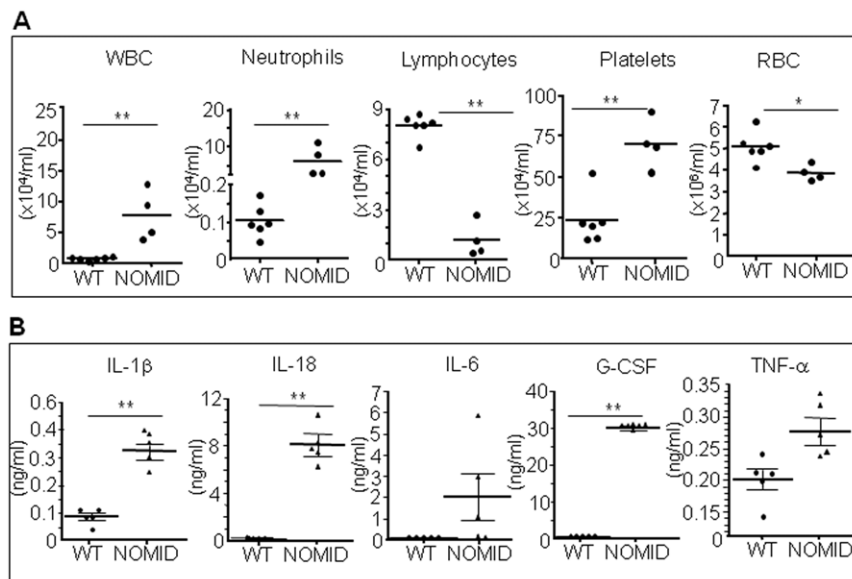 A
WBC Neutrophils Lymphocytes Platelets RBC
** ** ** ** *
(x10⁴/ml) (x10⁴/ml) (x10⁴/ml) (x10⁴/ml) (x10⁶/ml)
25 20 15 10 5 0
20 15 10 5 0.2 0.1 0
9 8 6 3 2 0
100 75 50 25 0
7 6 5 4 3 2 1 0
WT NOMID WT NOMID WT NOMID WT NOMID WT NOMID
B
IL-1β IL-18 IL-6 G-CSF TNF-α
** ** **
(ng/ml) (ng/ml) (ng/ml) (ng/ml) (ng/ml)
0.6 0.5 0.4 0.3 0.2 0.1 0
12 8 4 0
7 6 5 4 3 2 1 0
40 30 20 10 0
0.35 0.30 0.25 0.20 0.15 0.10
WT NOMID WT NOMID WT NOMID WT NOMID WT NOMID